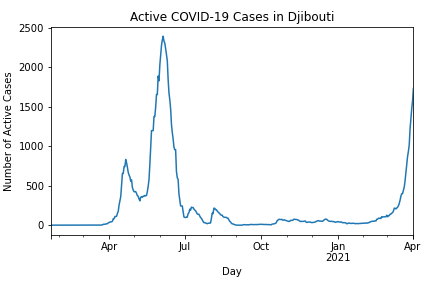 Active COVID-19 Cases in Djibouti
Number of Active Cases
2500
2000
1500
1000
500
0
Apr
Jul
Oct
Jan
2021
Apr
Day